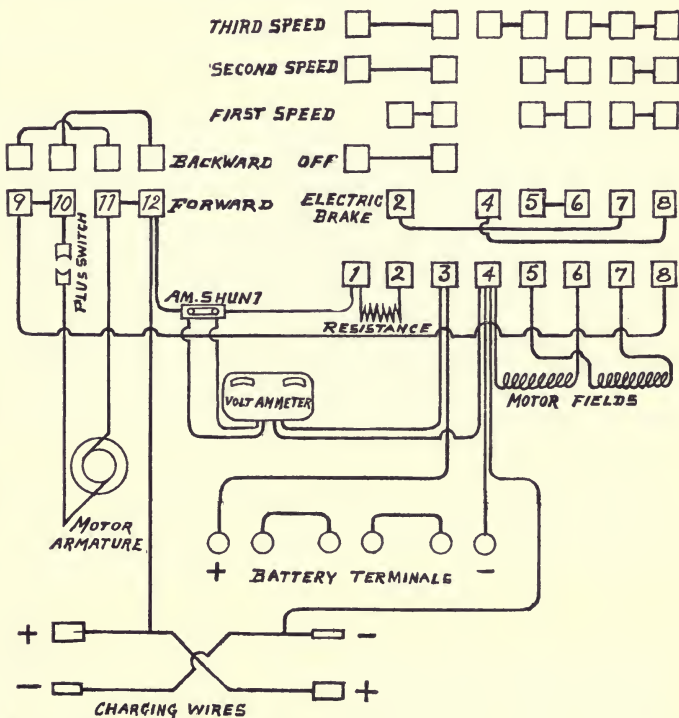 THIRD SPEED
SECOND SPEED
FIRST SPEED
BACKWARD OFF
9 10 11 12 FORWARD
ELECTRIC BRAKE 2 4 5 6 7 8
PLUS SWITCH
1 2 3 4 5 6 7 8
AM. SHUNT
RESISTANCE
VOLT AMMETER
MOTOR FIELDS
MOTOR
ARMATURE
+ BATTERY TERMINALS -
+ -
- +
CHARGING WIRES